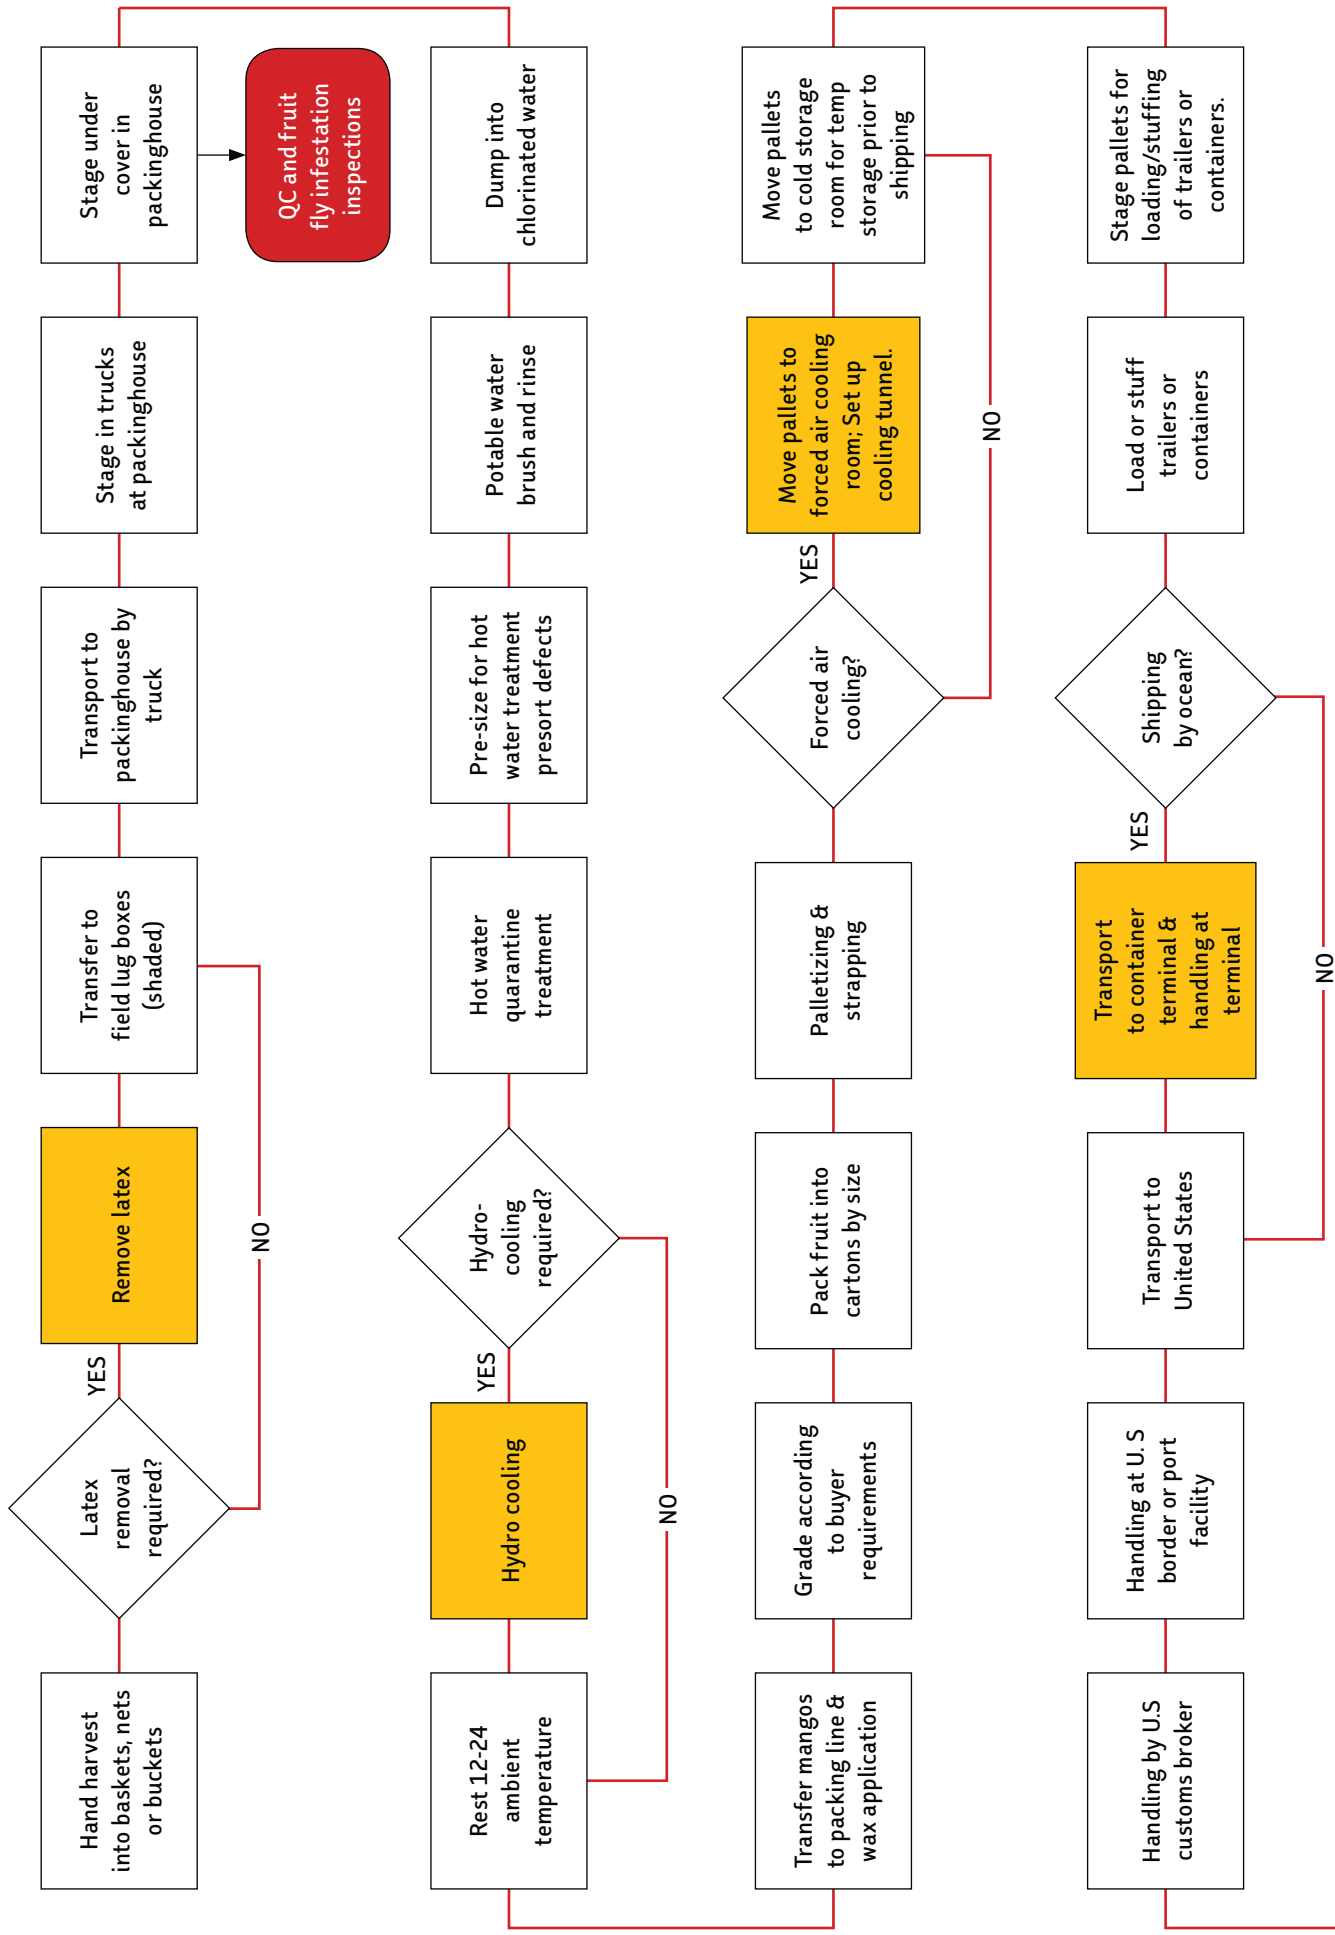 Hand harvest
into baskets, nets
or buckets
Latex
removal
required?
YES
NO
Remove latex
Transfer to
field lug boxes
(shaded)
Transport to
packinghouse by
truck
Stage in trucks
at packinghouse
Stage under
cover in
packinghouse
QC and fruit
fly infestation
inspections
Dump into
chlorinated water
Potable water
brush and rinse
Pre-size for hot
water treatment
presort defects
Hot water
quarantine
treatment
Hydro-
cooling
required?
YES
NO
Hydro cooling
Rest 12-24
ambient
temperature
Transfer mangos
to packing line &
wax application
Grade according
to buyer
requirements
Pack fruit into
cartons by size
Palletizing &
strapping
Forced air
cooling?
YES
NO
Move pallets to
forced air cooling
room; Set up
cooling tunnel.
Move pallets
to cold storage
room for temp
storage prior to
shipping
Stage pallets for
loading/stuffing
of trailers or
containers.
Load or stuff
trailers or
containers
Shipping
by ocean?
YES
NO
Transport
to container
terminal &
handling at
terminal
Transport to
United States
Handling at U. S
border or port
facility
Handling by U.S
customs broker